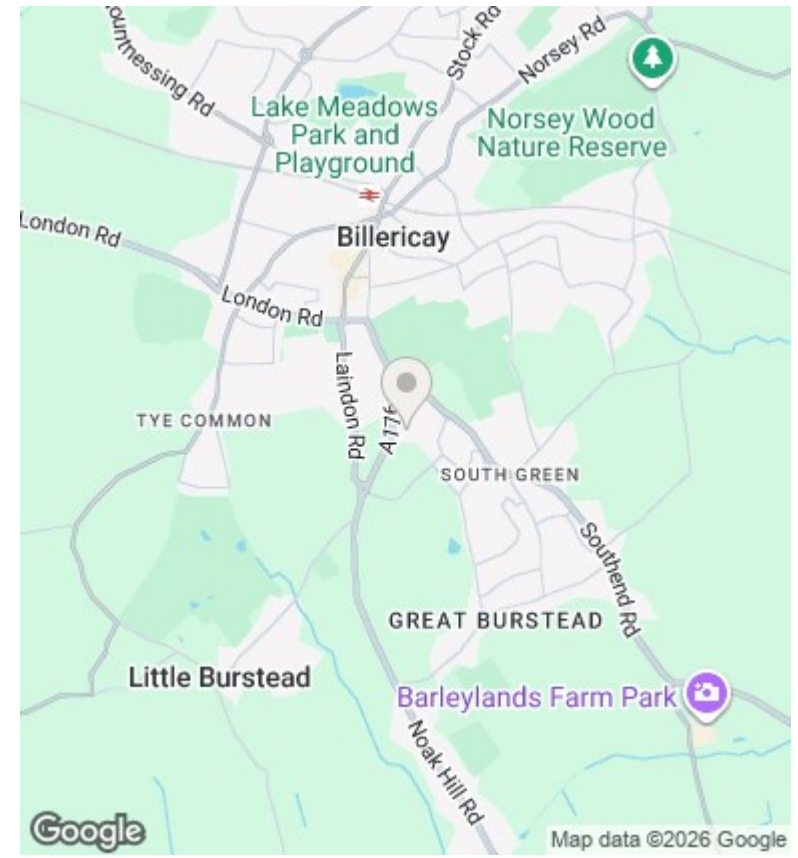 Stock Rd
Norsey Rd
Lake Meadows
Park and
Playground
Norsey Wood
Nature Reserve
London Rd
Billericay
London Rd
Laindon Rd
A176
TYE COMMON
SOUTH GREEN
Southend Rd
GREAT BURSTEAD
Little Burstead
Barleylands Farm Park
Noak Hill Rd
Google
Map data ©2026 Google